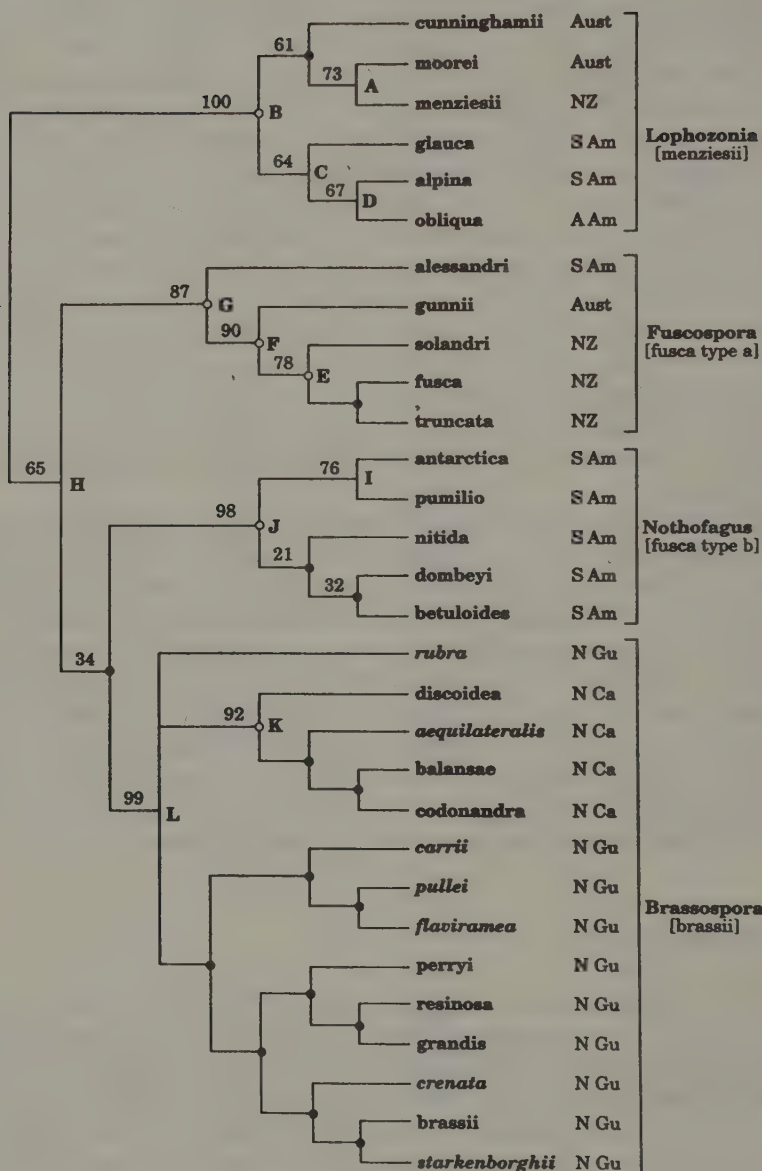 cunninghamii Aust
61
moorei Aust
73 A
menziesii NZ
100 B
Lophozonia
[menziesii]
glauca S Am
64 C
alpina S Am
67 D
obliqua A Am
alessandri S Am
87 G
gunnii Aust
90 F
Fuscospora
[fusca type a]
solandri NZ
78 E
fusca NZ
truncata NZ
antarctica S Am
76 I
65 H
pumilio S Am
98 J
Nothofagus
[fusca type b]
nitida S Am
21
dombeyi S Am
32
betuloides S Am
rubra N Gu
34
discoidea N Ca
92 K
aequilateralis N Ca
balansae N Ca
codonandra N Ca
99 L
carrii N Gu
pullei N Gu
Brassospora
[brassii]
flaviramea N Gu
perryi N Gu
resinosa N Gu
grandis N Gu
crenata N Gu
brassii N Gu
starkenborghii N Gu